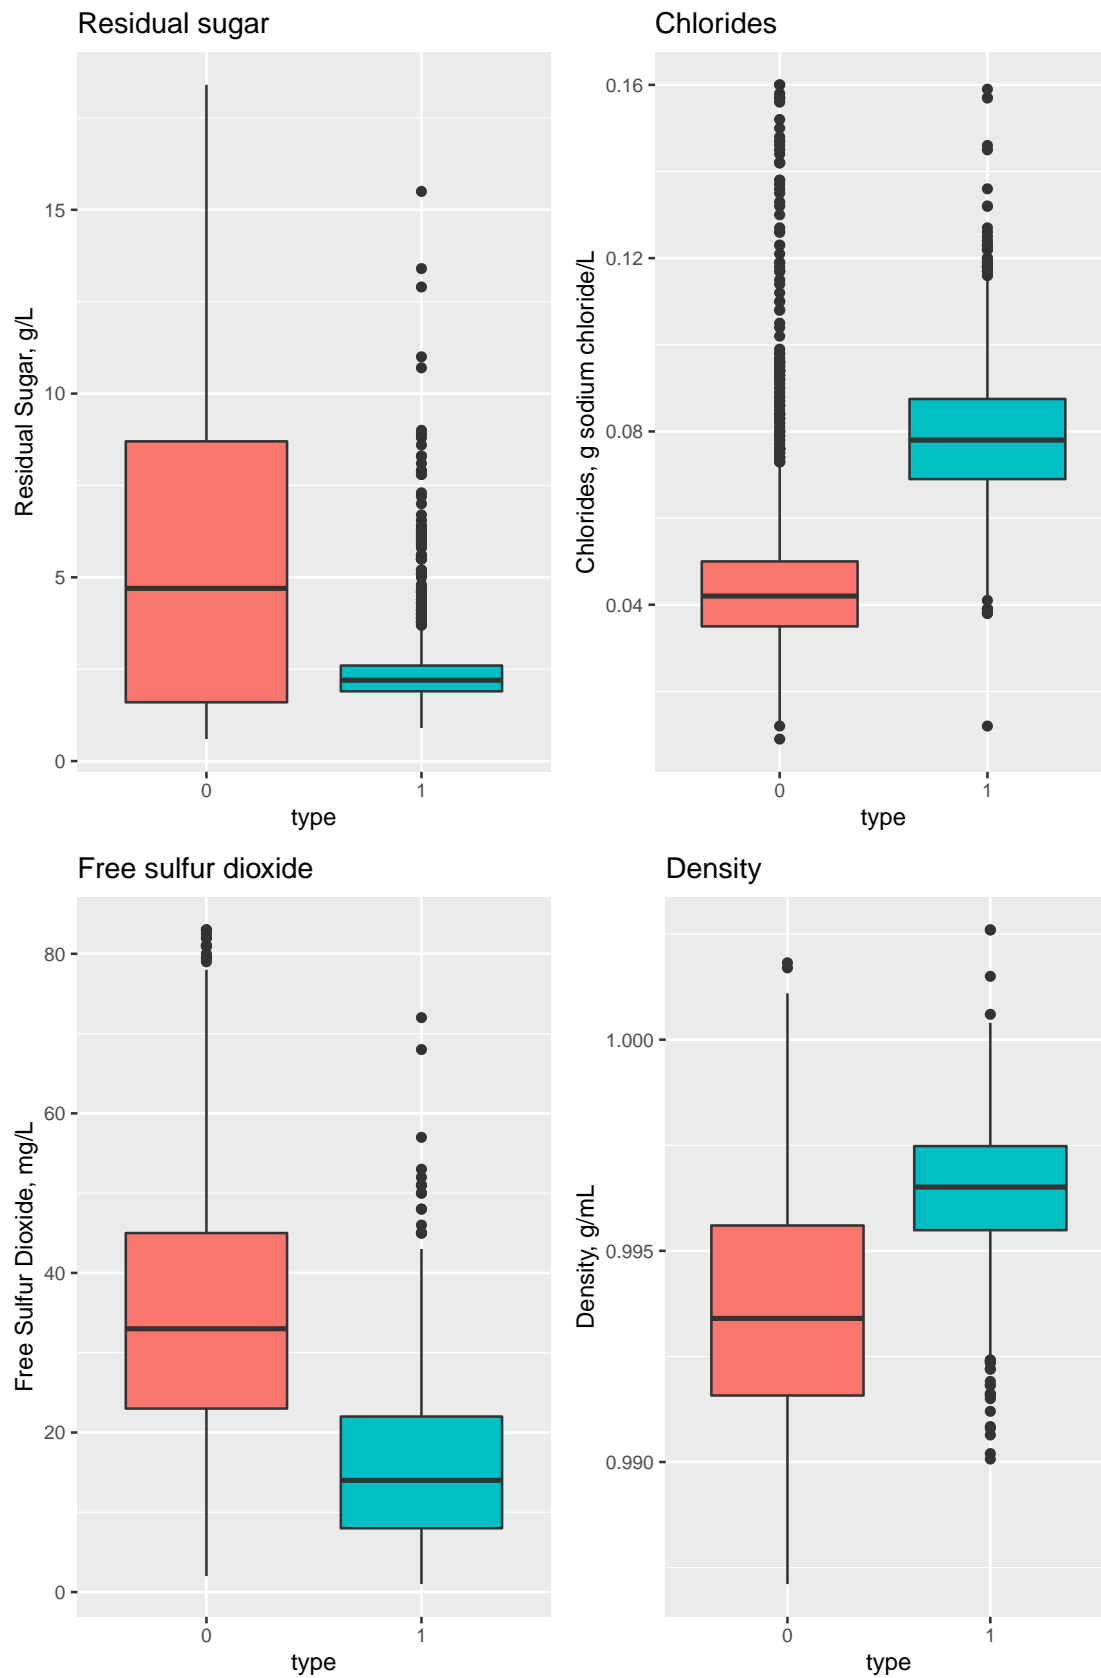 Residual sugar
Residual Sugar, g/L
15
10
5
0
0 1
type
Chlorides
Chlorides, g sodium chloride/L
0.16
0.12
0.08
0.04
0 1
type
Free sulfur dioxide
Free Sulfur Dioxide, mg/L
80
60
40
20
0
0 1
type
Density
Density, g/mL
1.000
0.995
0.990
0 1
type